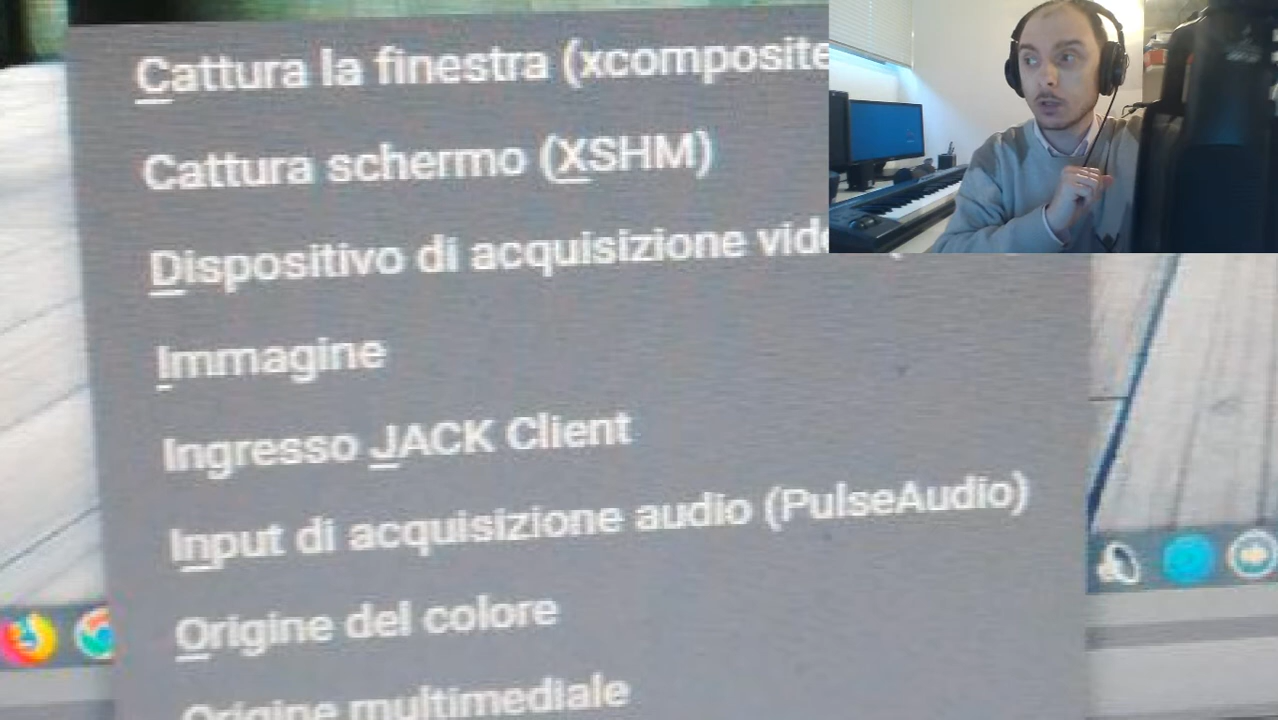 Cattura la finestra (xcomposite
Cattura schermo (XSHM)
Dispositivo di acquisizione
Immagine
Ingresso JACK Client
Input di acquisizione audio (PulseAudio)
Origine del colore
Origine multimediale